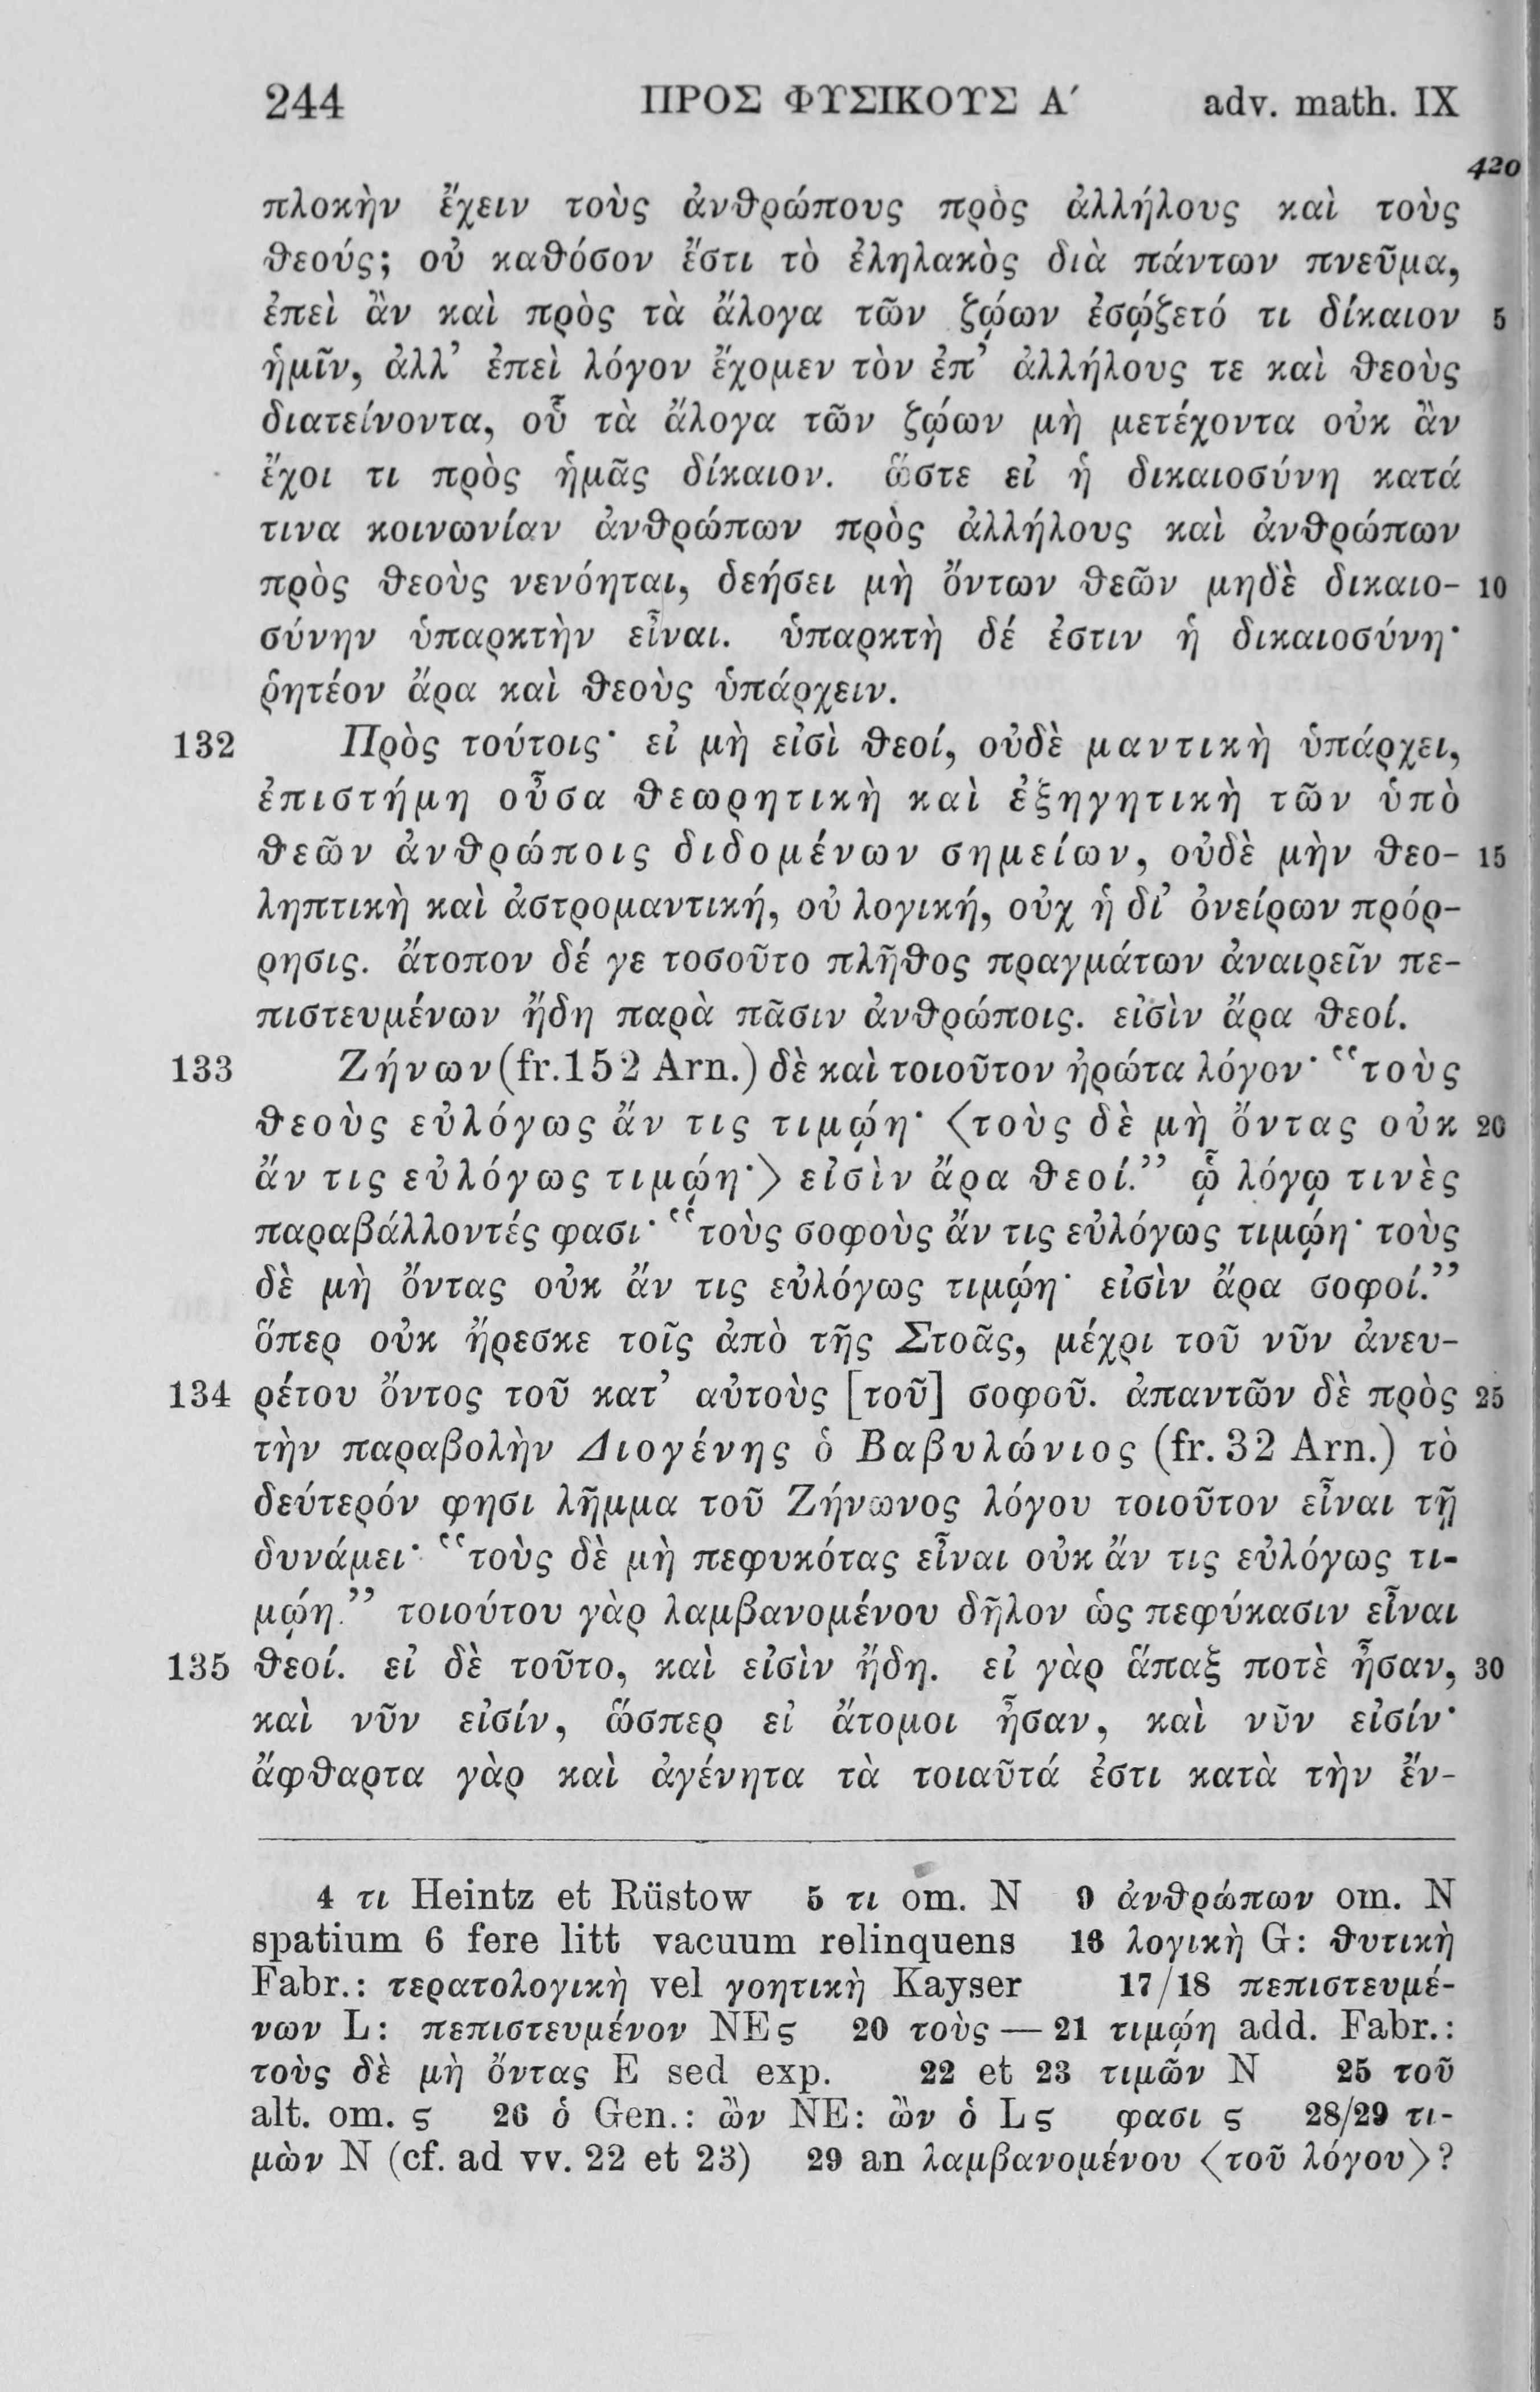 244 ΠΡΟΣ ΦΥΣΙΚΟΥΣ Α´ adv. math. IX
420
πλοκὴν ἔχειν τοὺς ἀνθρώπους πρὸς ἀλλήλους καὶ τοὺς
θεούς; οὐ καθόσον ἔστι τὸ ἐληλακὸς διὰ πάντων πνεῦμα,
ἐπεὶ ἂν καὶ πρὸς τὰ ἄλογα τῶν ζῴων ἐσῴζετό τι δίκαιον 5
ἡμῖν, ἀλλ’ ἐπεὶ λόγον ἔχομεν τὸν ἐπ’ ἀλλήλους τε καὶ θεοὺς
διατείνοντα, οὗ τὰ ἄλογα τῶν ζῴων μὴ μετέχοντα οὐκ ἂν
ἔχοι τι πρὸς ἡμᾶς δίκαιον. ὥστε εἰ ἡ δικαιοσύνη κατά
τινα κοινωνίαν ἀνθρώπων πρὸς ἀλλήλους καὶ ἀνθρώπων
πρὸς θεοὺς νενόηται, δεήσει μὴ ὄντων θεῶν μηδὲ δικαιο- 10
σύνην ὑπαρκτὴν εἶναι. ὑπαρκτὴ δέ ἐστιν ἡ δικαιοσύνη·
ῥητέον ἄρα καὶ θεοὺς ὑπάρχειν.
132 Πρὸς τούτοις· εἰ μὴ εἰσὶ θεοί, οὐδὲ μαντικὴ ὑπάρχει,
ἐπιστήμη οὖσα θεωρητικὴ καὶ ἐξηγητικὴ τῶν ὑπὸ
θεῶν ἀνθρώποις διδομένων σημείων, οὐδὲ μὴν θεο- 15
ληπτικὴ καὶ ἀστρομαντική, οὐ λογική, οὐχ ἡ δι’ ὀνείρων πρόρ-
ρησις. ἄτοπον δέ γε τοσοῦτο πλῆθος πραγμάτων ἀναιρεῖν πε-
πιστευμένων ἤδη παρὰ πᾶσιν ἀνθρώποις. εἰσὶν ἄρα θεοί.
133 Ζήνων (fr. 152 Arn.) δὲ καὶ τοιοῦτον ἠρώτα λόγον· “τοὺς
θεοὺς εὐλόγως ἄν τις τιμῴη· ⟨τοὺς δὲ μὴ ὄντας οὐκ 20
ἄν τις εὐλόγως τιμῴη·⟩ εἰσὶν ἄρα θεοί.” ᾧ λόγῳ τινὲς
παραβάλλοντές φασι· “τοὺς σοφοὺς ἄν τις εὐλόγως τιμῴη· τοὺς
δὲ μὴ ὄντας οὐκ ἄν τις εὐλόγως τιμῴη· εἰσὶν ἄρα σοφοί.”
ὅπερ οὐκ ἤρεσκε τοῖς ἀπὸ τῆς Στοᾶς, μέχρι τοῦ νῦν ἀνευ-
134 ρέτου ὄντος τοῦ κατ’ αὐτοὺς [τοῦ] σοφοῦ. ἀπαντῶν δὲ πρὸς 25
τὴν παραβολὴν Διογένης ὁ Βαβυλώνιος (fr. 32 Arn.) τὸ
δεύτερόν φησι λῆμμα τοῦ Ζήνωνος λόγου τοιοῦτον εἶναι τῇ
δυνάμει· “τοὺς δὲ μὴ πεφυκότας εἶναι οὐκ ἄν τις εὐλόγως τι-
μῴη.” τοιούτου γὰρ λαμβανομένου δῆλον ὡς πεφύκασιν εἶναι
135 θεοί. εἰ δὲ τοῦτο, καὶ εἰσὶν ἤδη. εἰ γὰρ ἅπαξ ποτὲ ἦσαν, 30
καὶ νῦν εἰσίν, ὥσπερ εἰ ἄτομοι ἦσαν, καὶ νῦν εἰσίν·
ἄφθαρτα γὰρ καὶ ἀγένητα τὰ τοιαῦτά ἐστι κατὰ τὴν ἔν-
4 τι Heintz et Rüstow 5 τι om. N 9 ἀνθρώπων om. N
spatium 6 fere litt vacuum relinquens 16 λογικὴ G: θυτικὴ
Fabr.: τερατολογικὴ vel γοητικὴ Kayser 17/18 πεπιστευμέ-
νων L: πεπιστευμένον NEς 20 τοὺς — 21 τιμῴη add. Fabr.:
τοὺς δὲ μὴ ὄντας E sed exp. 22 et 23 τιμῶν N 25 τοῦ
alt. om. ς 26 ὁ Gen.: ὢν NE: ὢν ὁ Lς φασι ς 28/29 τι-
μὼν N (cf. ad vv. 22 et 23) 29 an λαμβανομένου ⟨τοῦ λόγου⟩?